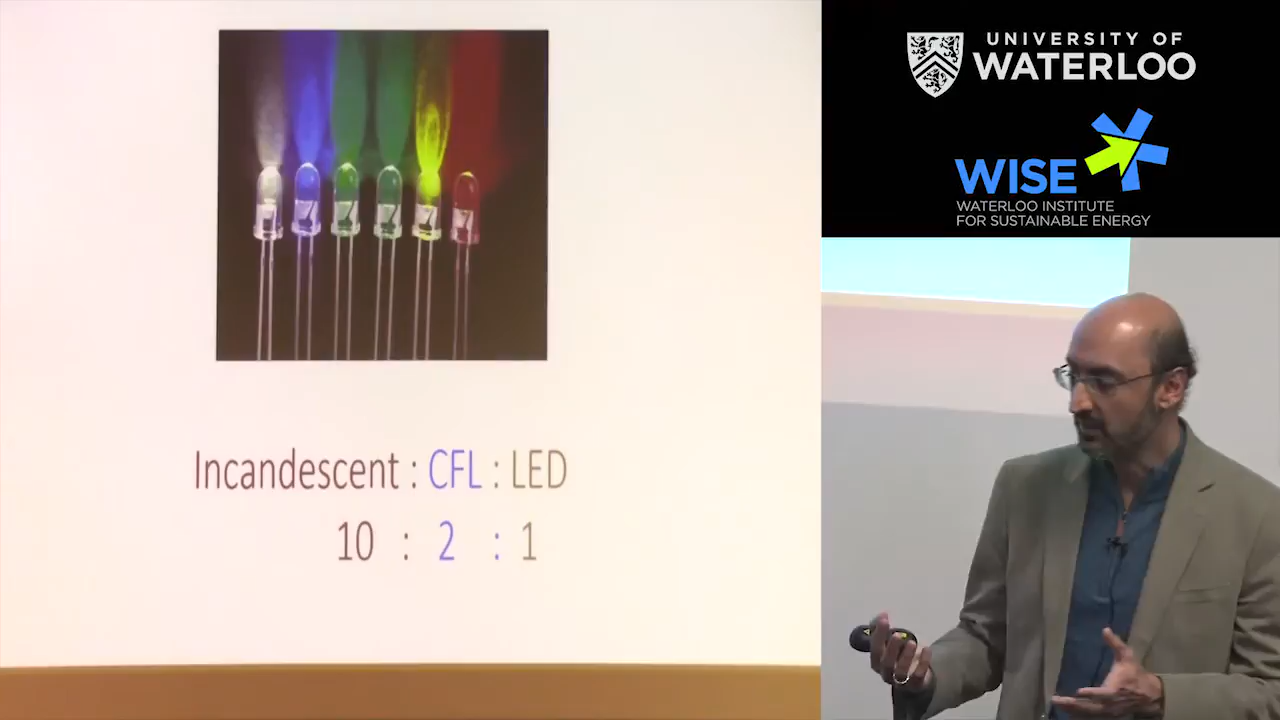 Incandescent : CFL : LED
10 : 2 : 1
UNIVERSITY OF
WATERLOO
WISE
WATERLOO INSTITUTE
FOR SUSTAINABLE ENERGY